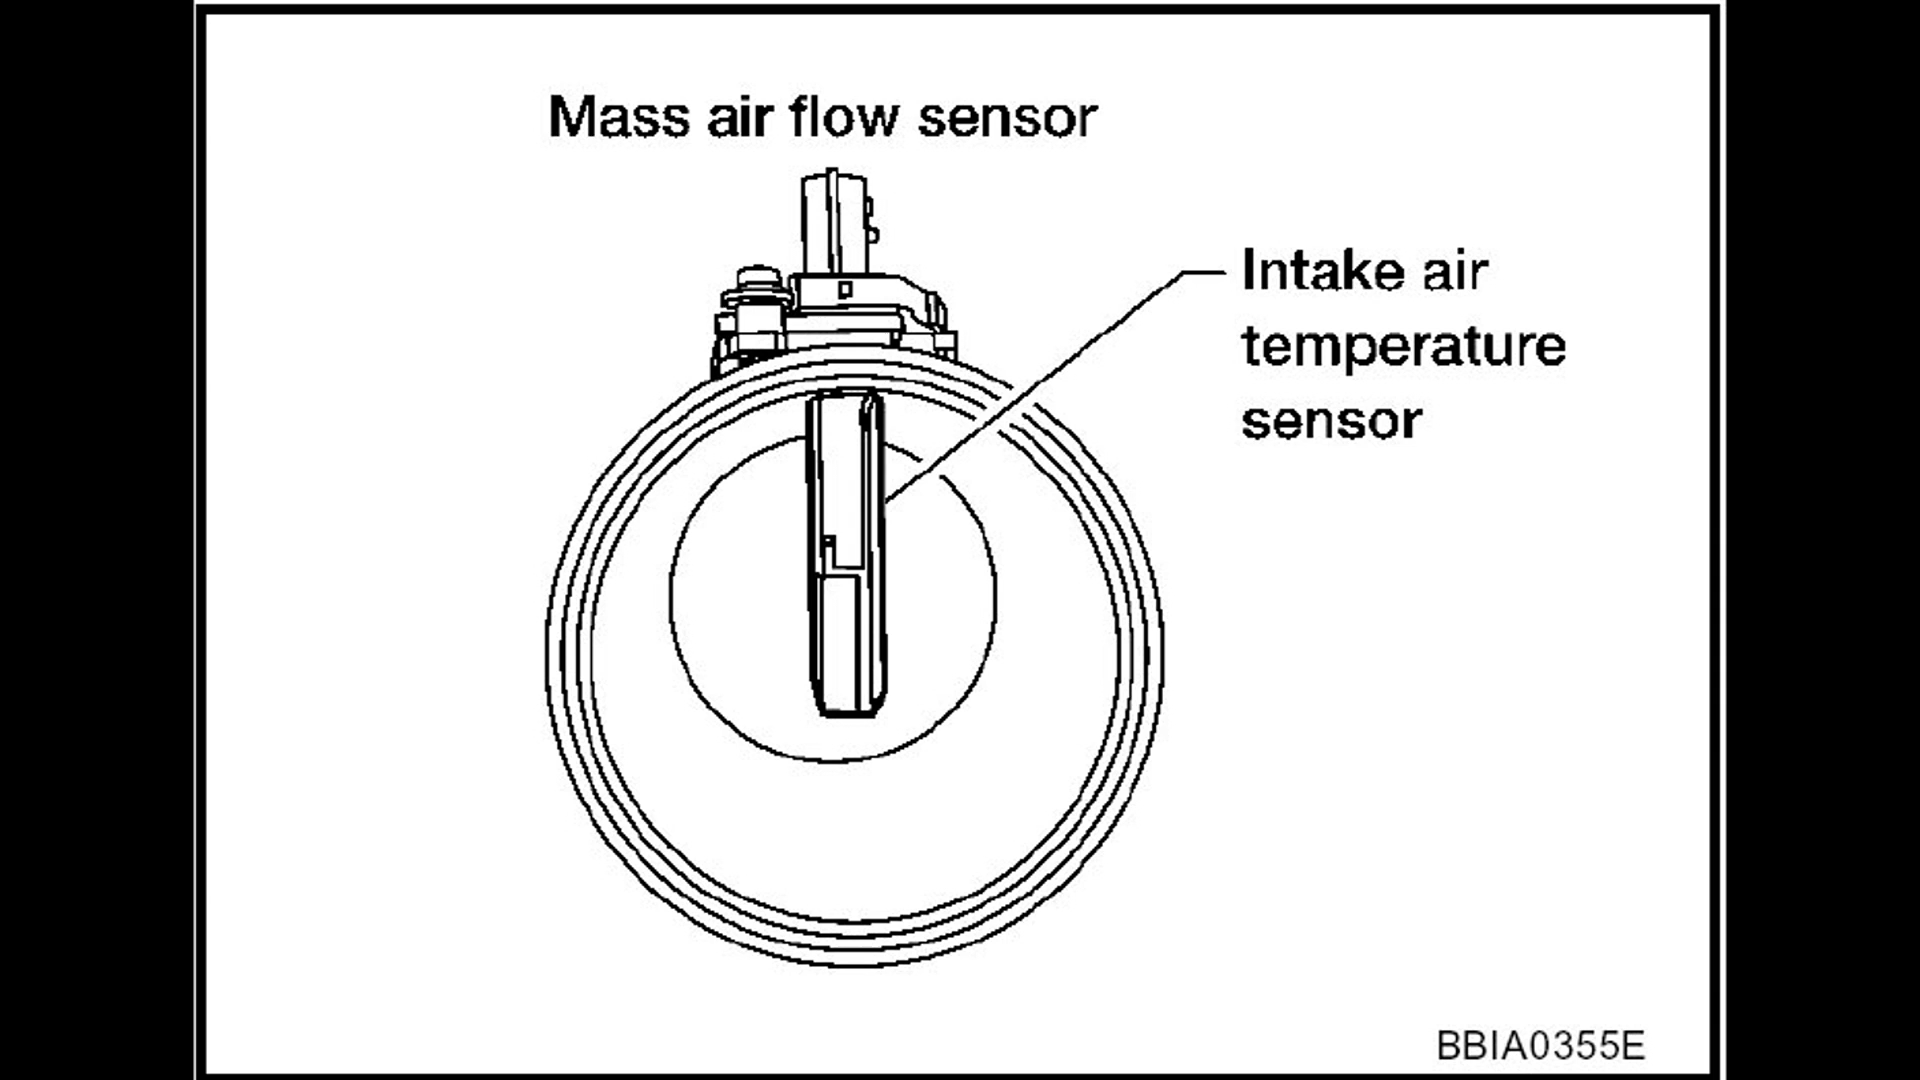 Mass air flow sensor
Intake air
temperature
sensor
BBIA0355E